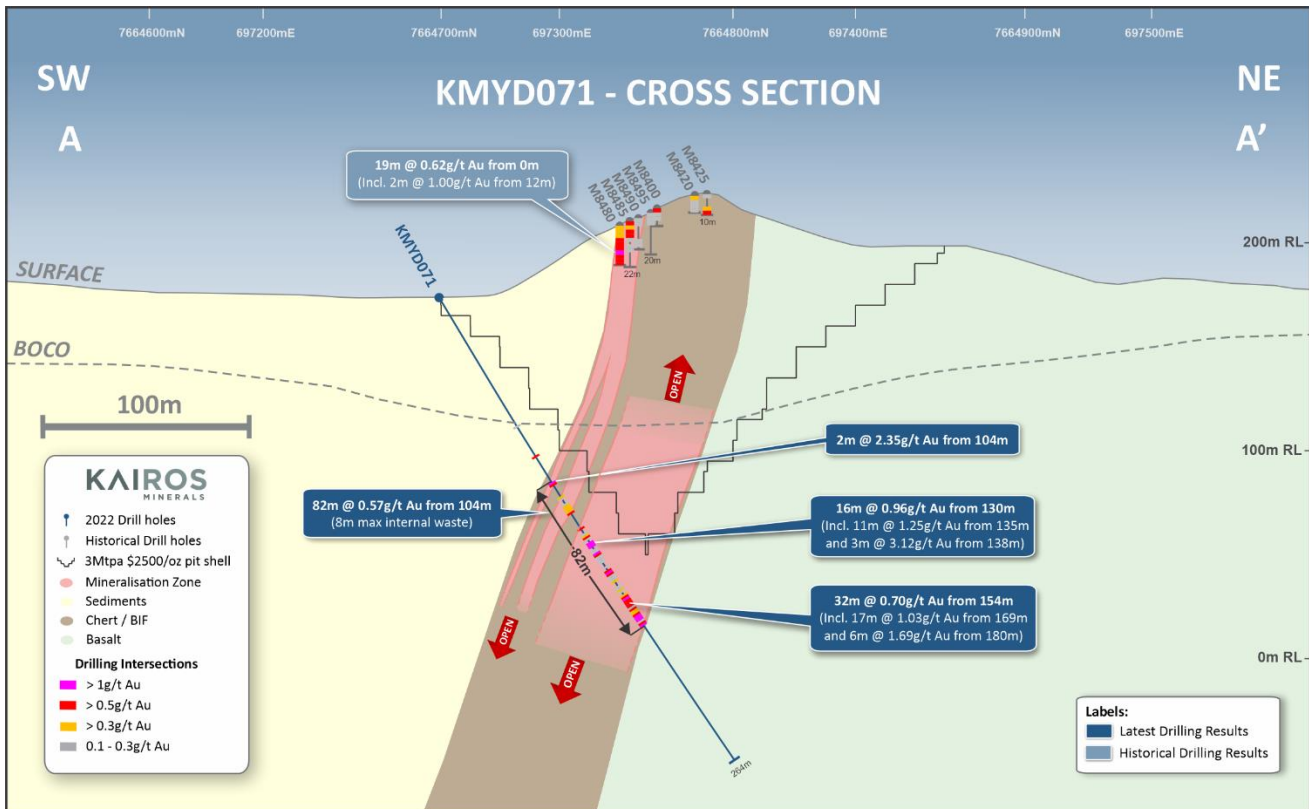 7664600mN
697200mE
7664700mN
697300mE
7664800mN
697400mE
7664900mN
697500mE
SW
KMYD071 - CROSS SECTION
NE
A
A'
19m @ 0.62g/t Au from 0m
(Incl. 2m @ 1.00g/t Au from 12m)
M8480
M8485
M8490
M8495
M8400
M8420
M8425
10m
20m
22m
200m RL
KMYD071
SURFACE
BOCO
OPEN
100m
2m @ 2.35g/t Au from 104m
100m RL
82m @ 0.57g/t Au from 104m
(8m max internal waste)
16m @ 0.96g/t Au from 130m
(Incl. 11m @ 1.25g/t Au from 135m
and 3m @ 3.12g/t Au from 138m)
82m
32m @ 0.70g/t Au from 154m
(Incl. 17m @ 1.03g/t Au from 169m
and 6m @ 1.69g/t Au from 180m)
OPEN
OPEN
0m RL
264m
KAIROS
MINERALS
2022 Drill holes
Historical Drill holes
3Mtpa $2500/oz pit shell
Mineralisation Zone
Sediments
Chert / BIF
Basalt
Drilling Intersections
> 1g/t Au
> 0.5g/t Au
> 0.3g/t Au
0.1 - 0.3g/t Au
Labels:
Latest Drilling Results
Historical Drilling Results